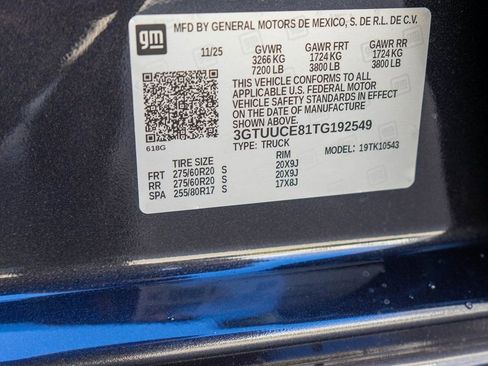 gm
MFD BY GENERAL MOTORS DE MEXICO, S. DE R.L. DE C.V.
11/25 GVWR GAWR FRT GAWR RR
3266 KG 1724 KG 1724 KG
7200 LB 3800 LB 3800 LB
THIS VEHICLE CONFORMS TO ALL
APPLICABLE U.S. FEDERAL MOTOR
VEHICLE SAFETY STANDARDS IN EFFECT
ON THE DATE OF MANUFACTURE
SHOWN ABOVE.
3GTUUCE81TG192549
618G
TYPE: TRUCK MODEL: 19TK10543
TIRE SIZE RIM
FRT 275/60R20 S 20X9J
RR 275/60R20 S 20X9J
SPA 255/80R17 S 17X8J